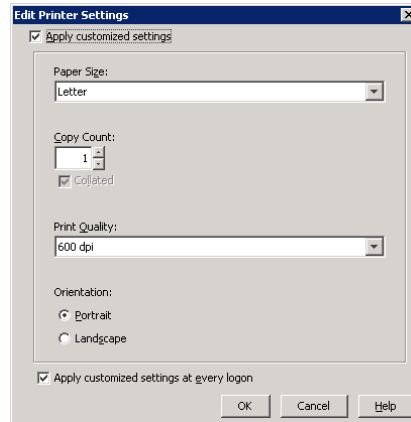 Edit Printer Settings
Apply customized settings
Paper Size:
Letter
Copy Count:
1
Collated
Print Quality:
600 dpi
Orientation:
Portrait
Landscape
Apply customized settings at every logon
OK Cancel Help